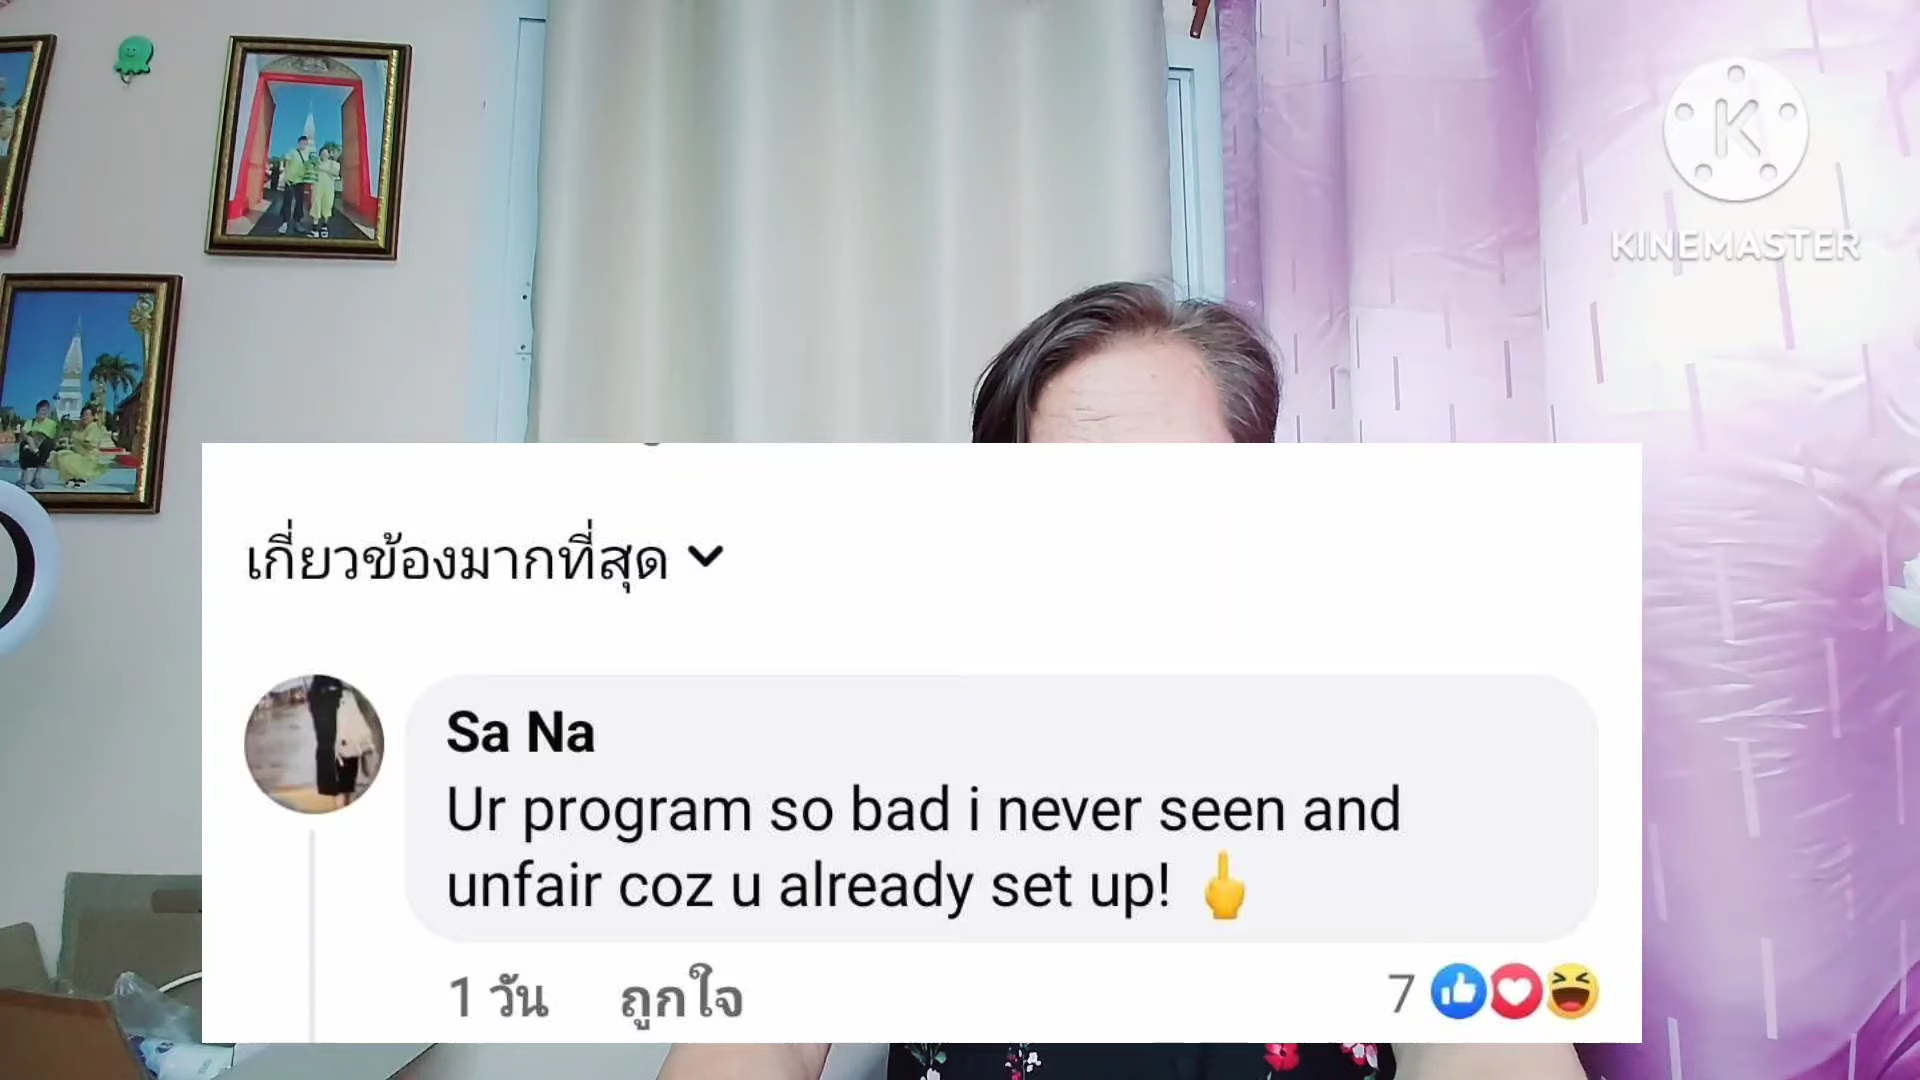 K
KINEMASTER
เกี่ยวข้องมากที่สุด
Sa Na
Ur program so bad i never seen and
unfair coz u already set up! 🖕
1 วัน ถูกใจ 7